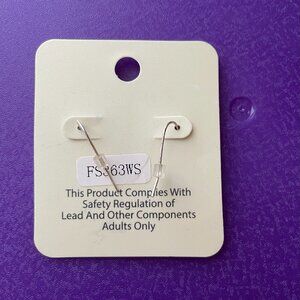 FS363WS
This Product Complies With
Safety Regulation of
Lead And Other Components
Adults Only